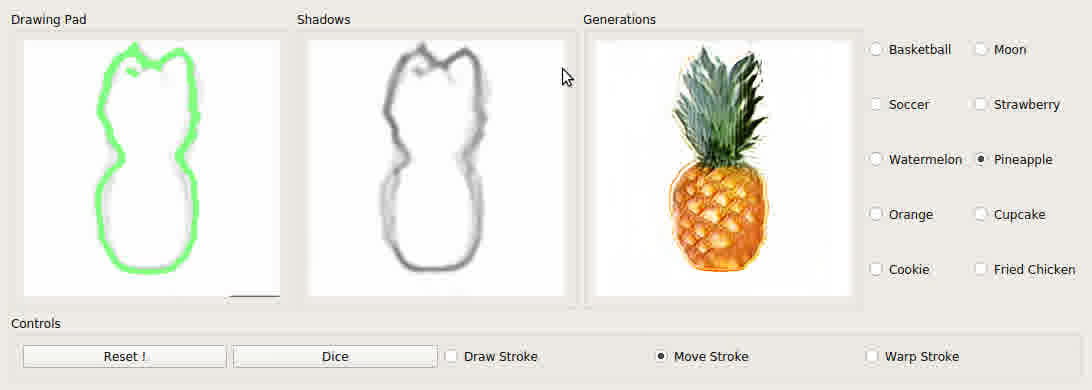 Drawing Pad Shadows Generations
Basketball Moon
Soccer Strawberry
Watermelon Pineapple
Orange Cupcake
Cookie Fried Chicken
Controls
Reset ! Dice Draw Stroke Move Stroke Warp Stroke